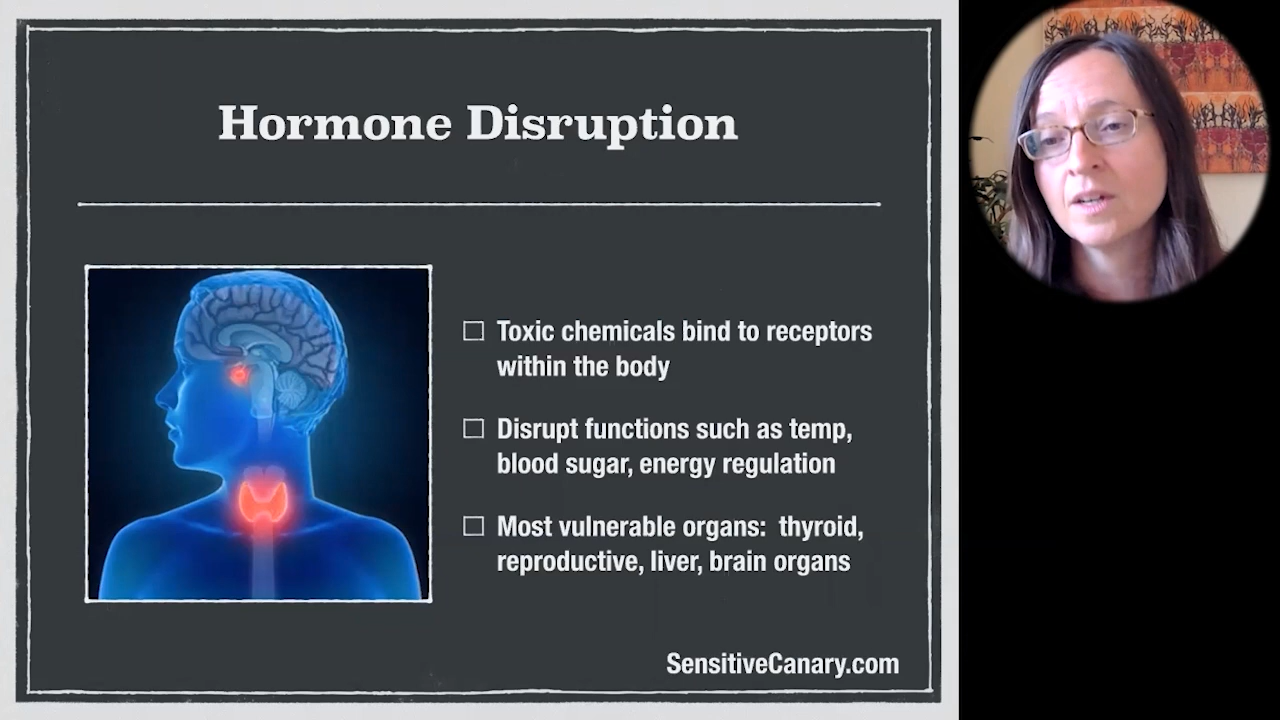 Hormone Disruption
Toxic chemicals bind to receptors
within the body
Disrupt functions such as temp,
blood sugar, energy regulation
Most vulnerable organs:  thyroid,
reproductive, liver, brain organs
SensitiveCanary.com